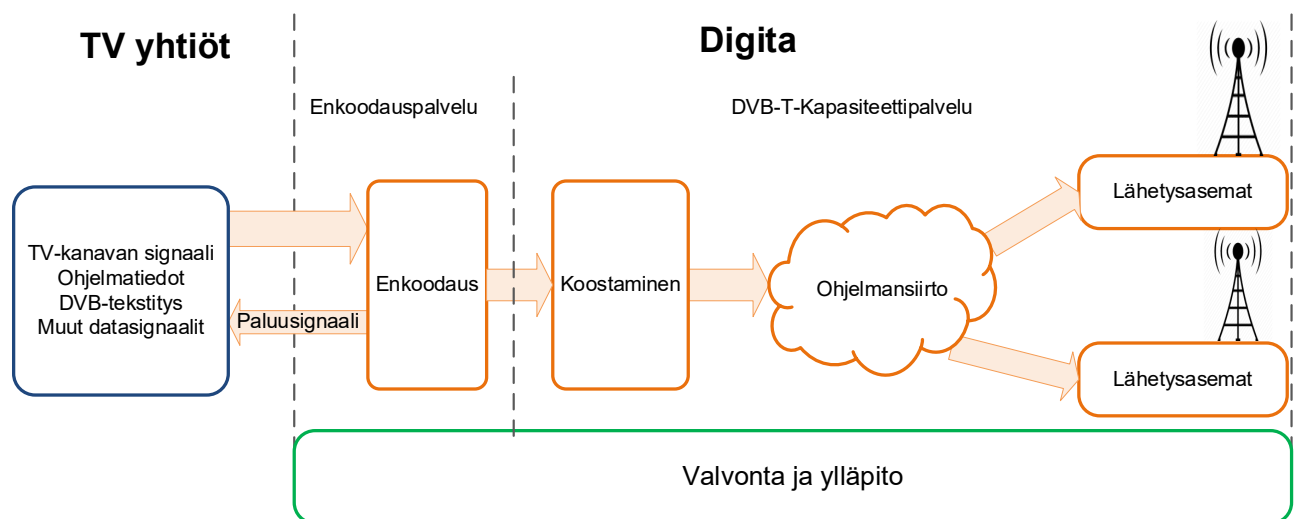 TV yhtiöt
Digita
Enkoodauspalvelu
DVB-T-Kapasiteettipalvelu
TV-kanavan signaali
Ohjelmatiedot
DVB-tekstitys
Muut datasignaalit
Paluusignaali
Enkoodaus
Koostaminen
Ohjelmansiirto
Lähetysasemat
Lähetysasemat
Valvonta ja ylläpito